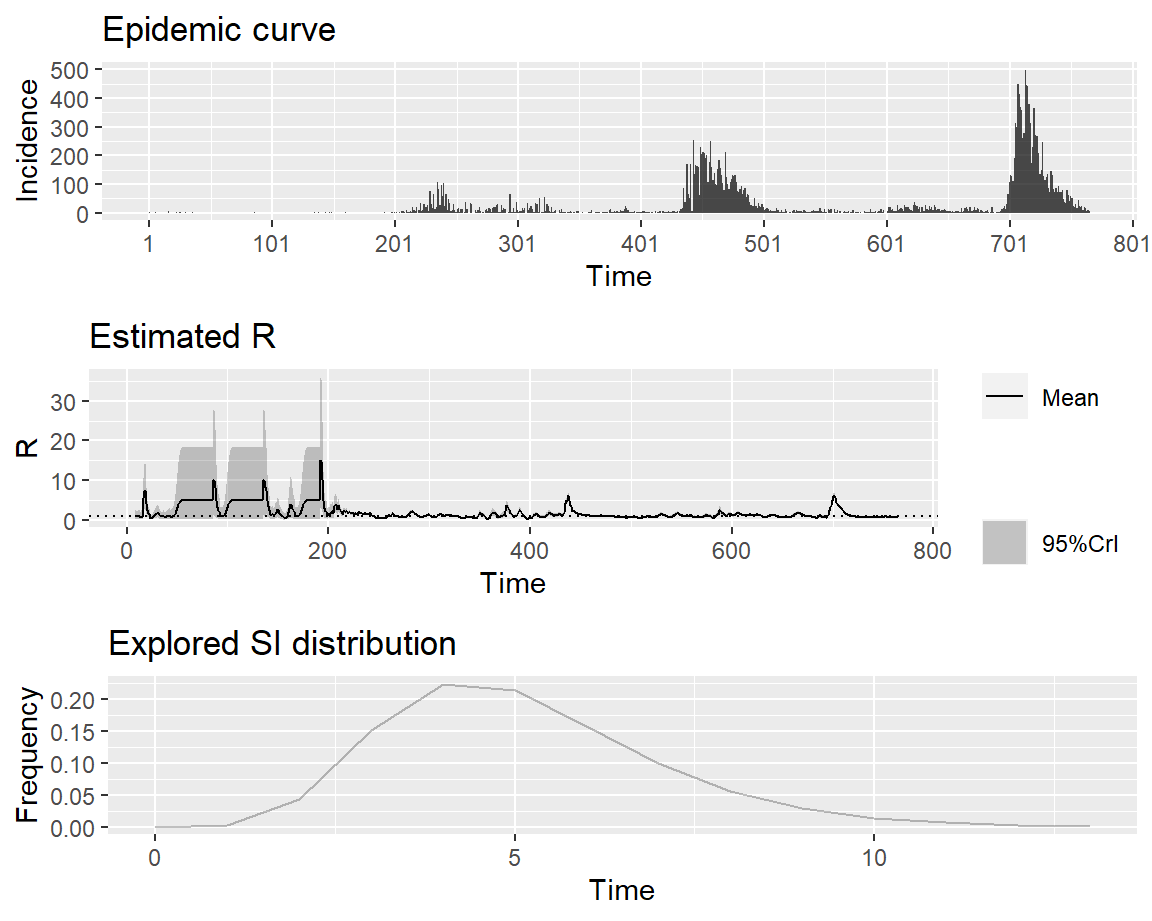 Epidemic curve
500
400
300
200
100
0
Incidence
1 101 201 301 401 501 601 701 801
Time
Estimated R
30
20
10
0
R
0 200 400 600 800
Time
Mean
95%CrI
Explored SI distribution
0.20
0.15
0.10
0.05
0.00
Frequency
0 5 10
Time